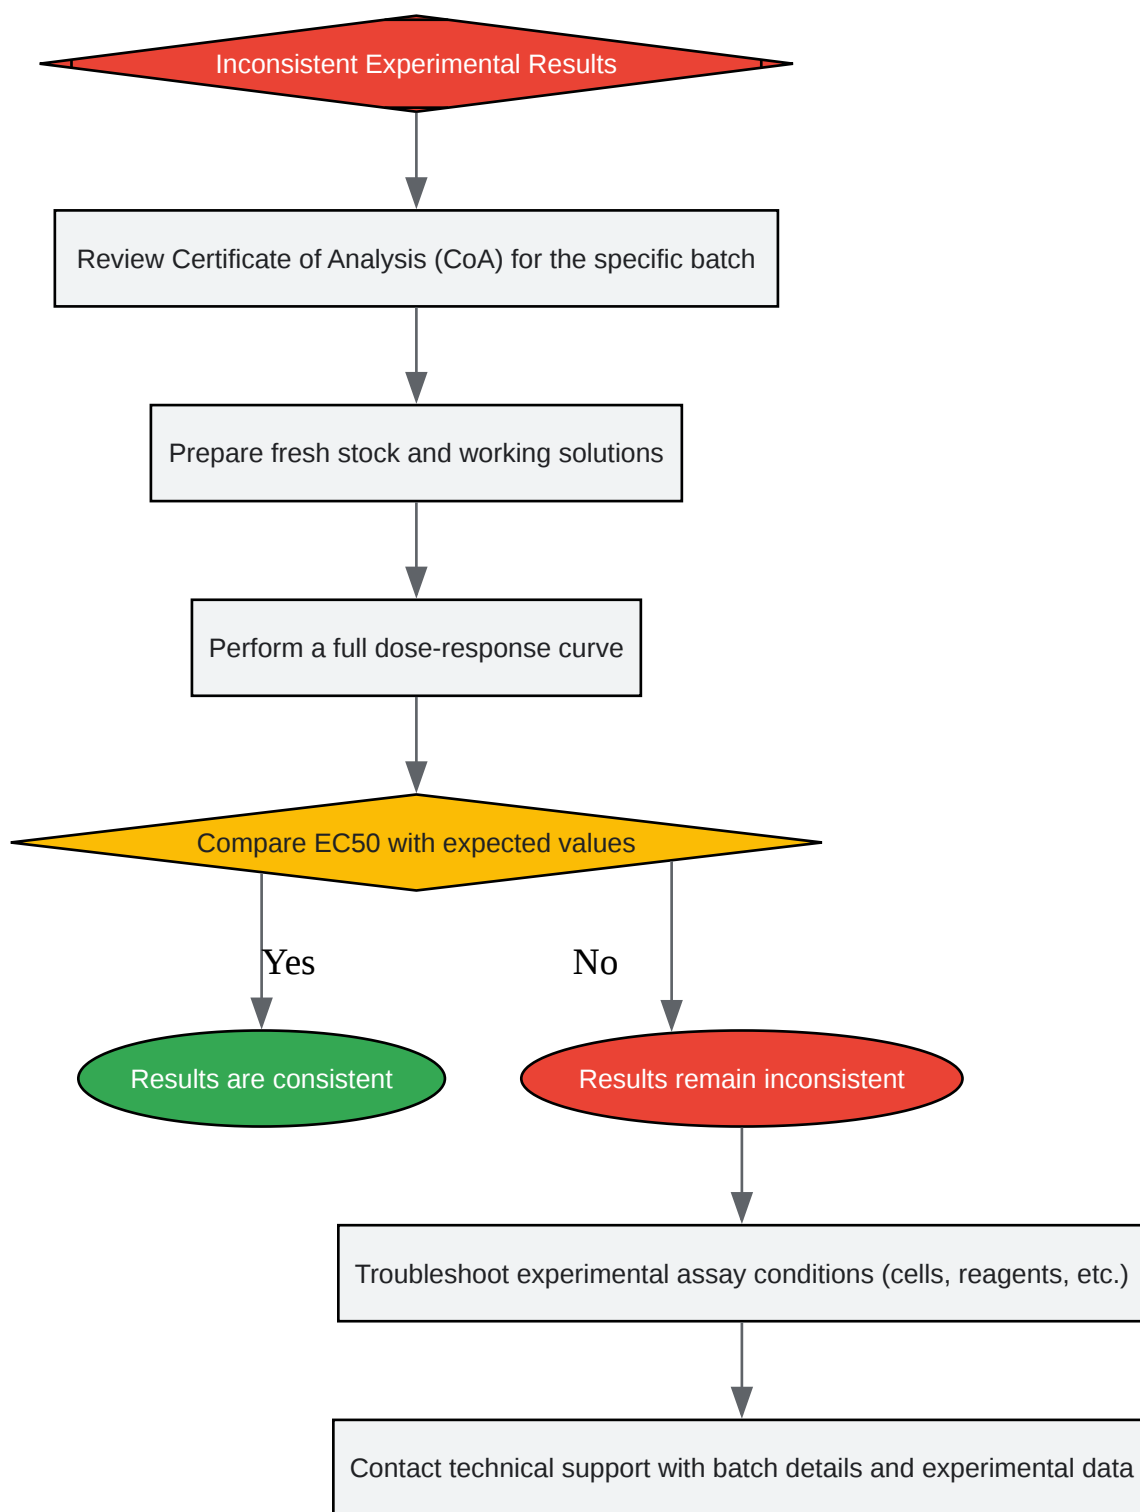 Inconsistent Experimental Results
Review Certificate of Analysis (CoA) for the specific batch
Prepare fresh stock and working solutions
Perform a full dose-response curve
Compare EC50 with expected values
Yes
No
Results are consistent
Results remain inconsistent
Troubleshoot experimental assay conditions (cells, reagents, etc.)
Contact technical support with batch details and experimental data